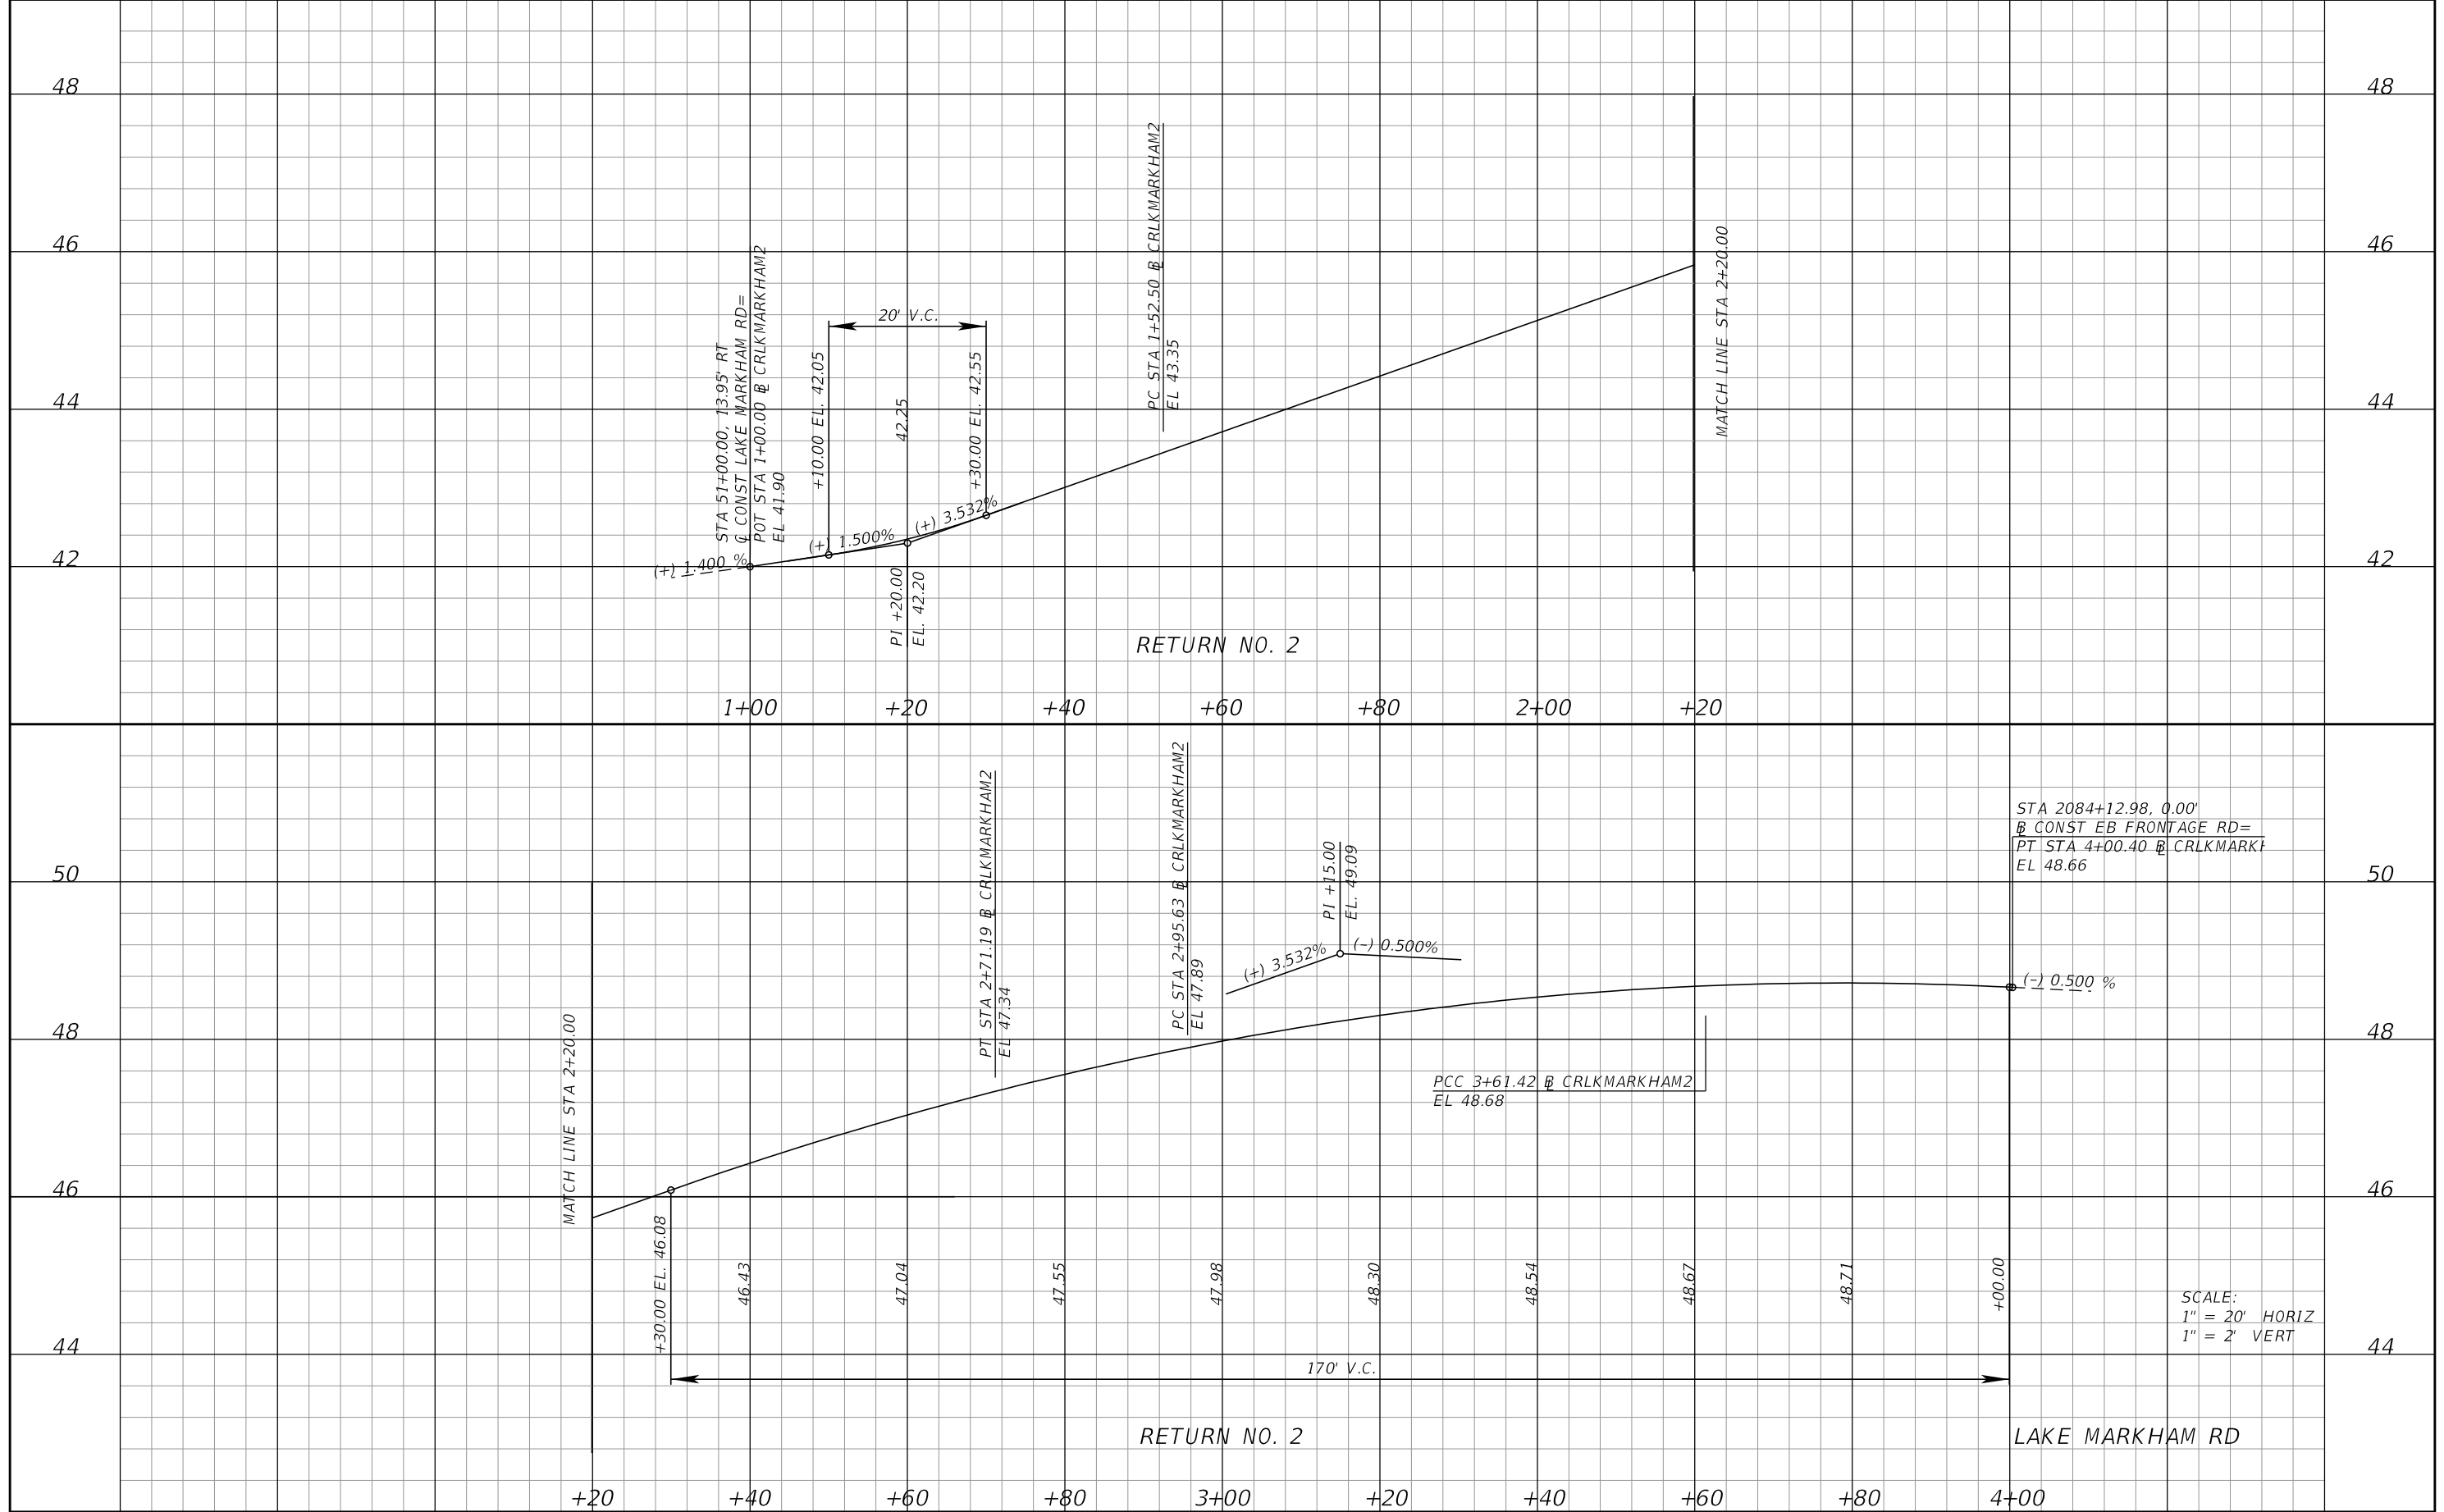 48
48
46
46
44
44
42
42
STA 51+00.00, 13.95' RT
℄ CONST LAKE MARKHAM RD=
POT STA 1+00.00 BL CRLKMARKHAM2
EL 41.90
20' V.C.
+10.00 EL. 42.05
42.25
+30.00 EL. 42.55
PC STA 1+52.50 BL CRLKMARKHAM2
EL 43.35
MATCH LINE STA 2+20.00
(+) 1.400 %
(+) 1.500%
(+) 3.532%
PI +20.00
EL. 42.20
RETURN NO. 2
1+00
+20
+40
+60
+80
2+00
+20
50
50
48
48
46
46
44
44
MATCH LINE STA 2+20.00
PT STA 2+71.19 BL CRLKMARKHAM2
EL 47.34
PC STA 2+95.63 BL CRLKMARKHAM2
EL 47.89
PI +15.00
EL. 49.09
(+) 3.532%
(-) 0.500%
STA 2084+12.98, 0.00'
BL CONST EB FRONTAGE RD=
PT STA 4+00.40 BL CRLKMARKH
EL 48.66
(-) 0.500 %
PCC 3+61.42 BL CRLKMARKHAM2
EL 48.68
+30.00 EL. 46.08
46.43
47.04
47.55
47.98
48.30
48.54
48.67
48.71
+00.00
SCALE:
1" = 20' HORIZ
1" = 2' VERT
170' V.C.
RETURN NO. 2
LAKE MARKHAM RD
+20
+40
+60
+80
3+00
+20
+40
+60
+80
4+00